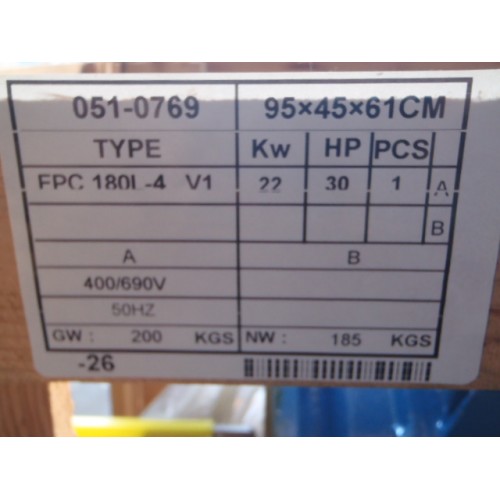 051-0769 95×45×61CM
TYPE Kw HP PCS
FPC 180L-4 V1 22 30 1 A
B
A B
400/690V
50HZ
GW : 200 KGS NW : 185 KGS
-26